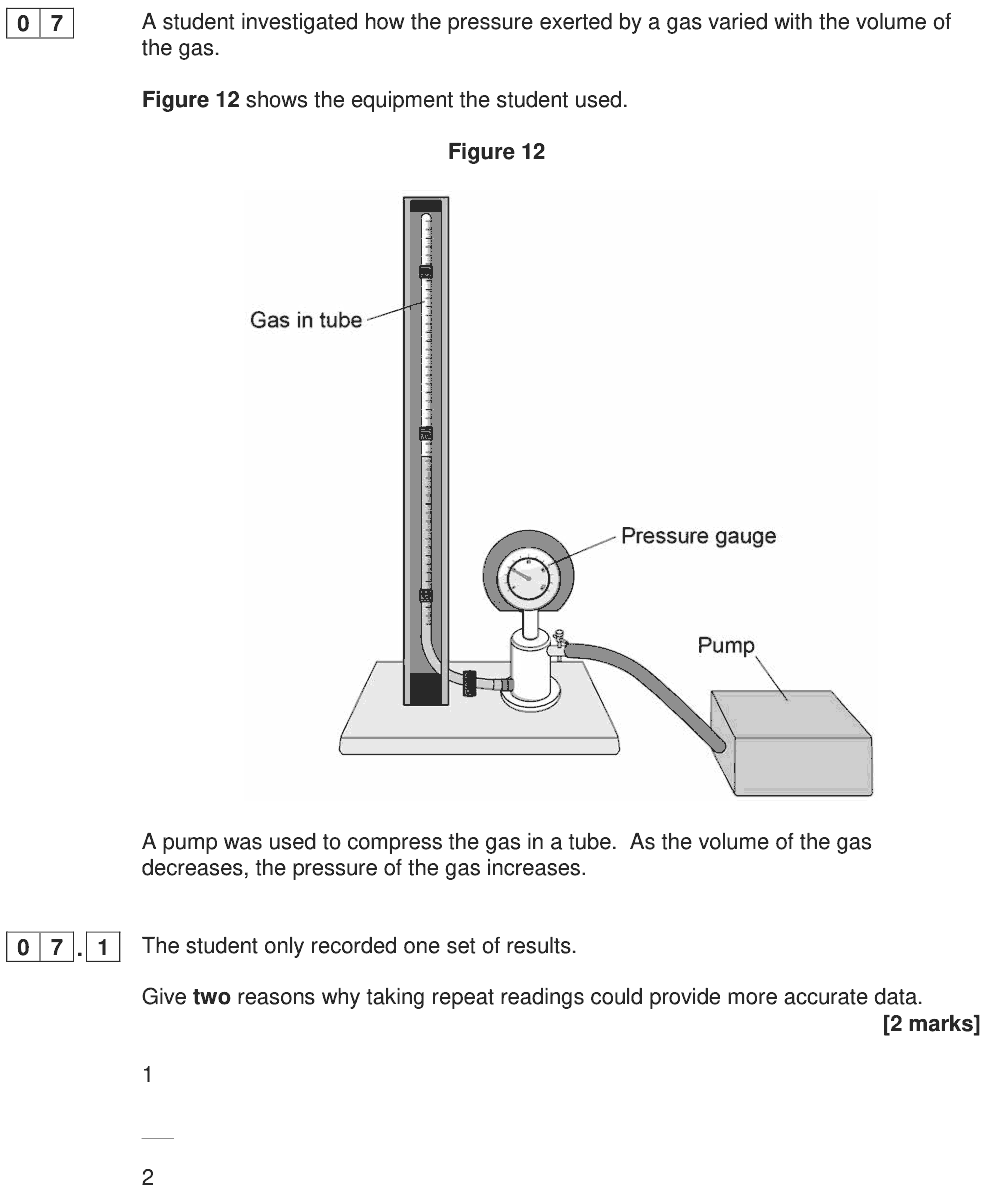 0 7 A student investigated how the pressure exerted by a gas varied with the volume of
the gas.
Figure 12 shows the equipment the student used.
Figure 12
Gas in tube
Pressure gauge
Pump
A pump was used to compress the gas in a tube. As the volume of the gas
decreases, the pressure of the gas increases.
0 7 . 1 The student only recorded one set of results.
Give two reasons why taking repeat readings could provide more accurate data.
[2 marks]
1
2